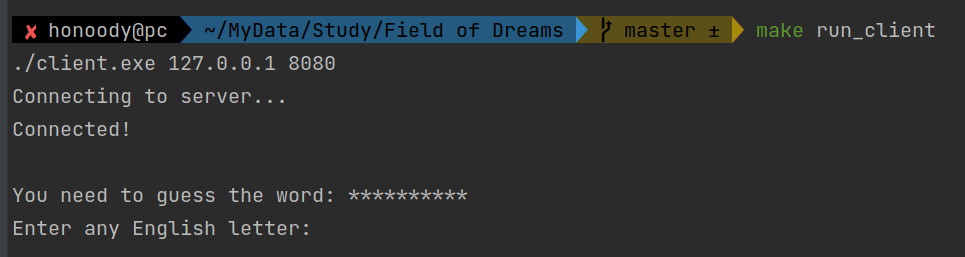 ✘ honoody@pc ~/MyData/Study/Field of Dreams master ± make run_client
./client.exe 127.0.0.1 8080
Connecting to server...
Connected!
You need to guess the word: **********
Enter any English letter: